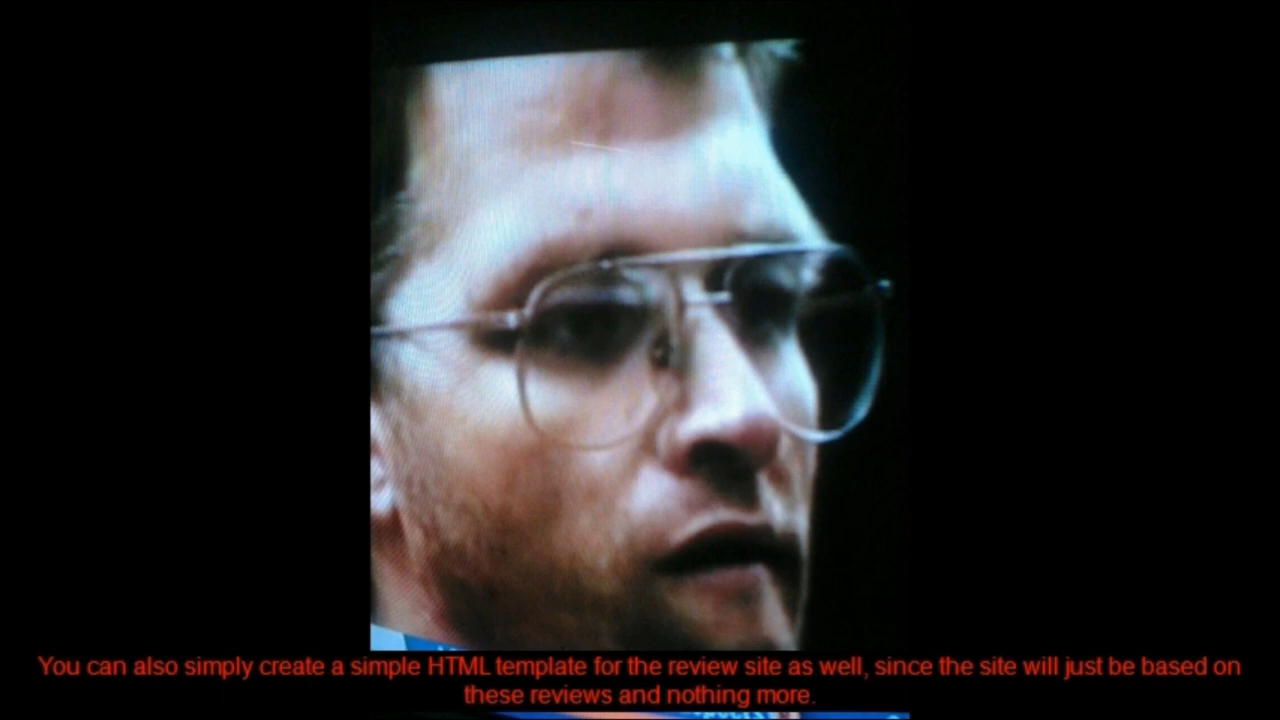 You can also simply create a simple HTML template for the review site as well, since the site will just be based on
these reviews and nothing more.